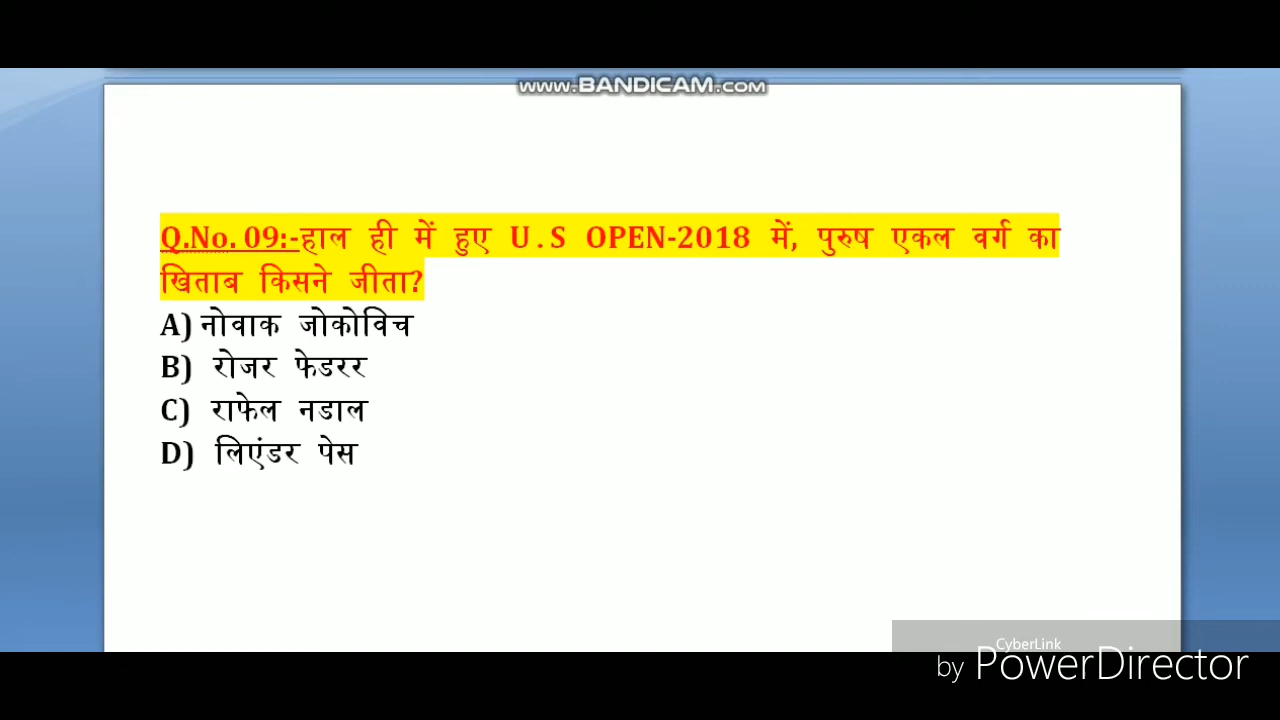 www.BANDICAM.com
Q.No. 09:-हाल ही में हुए U.S OPEN-2018 में, पुरुष एकल वर्ग का
खिताब किसने जीता?
A) नोवाक जोकोविच
B) रोजर फेडरर
C) राफेल नडाल
D) लिएंडर पेस
CyberLink
by PowerDirector